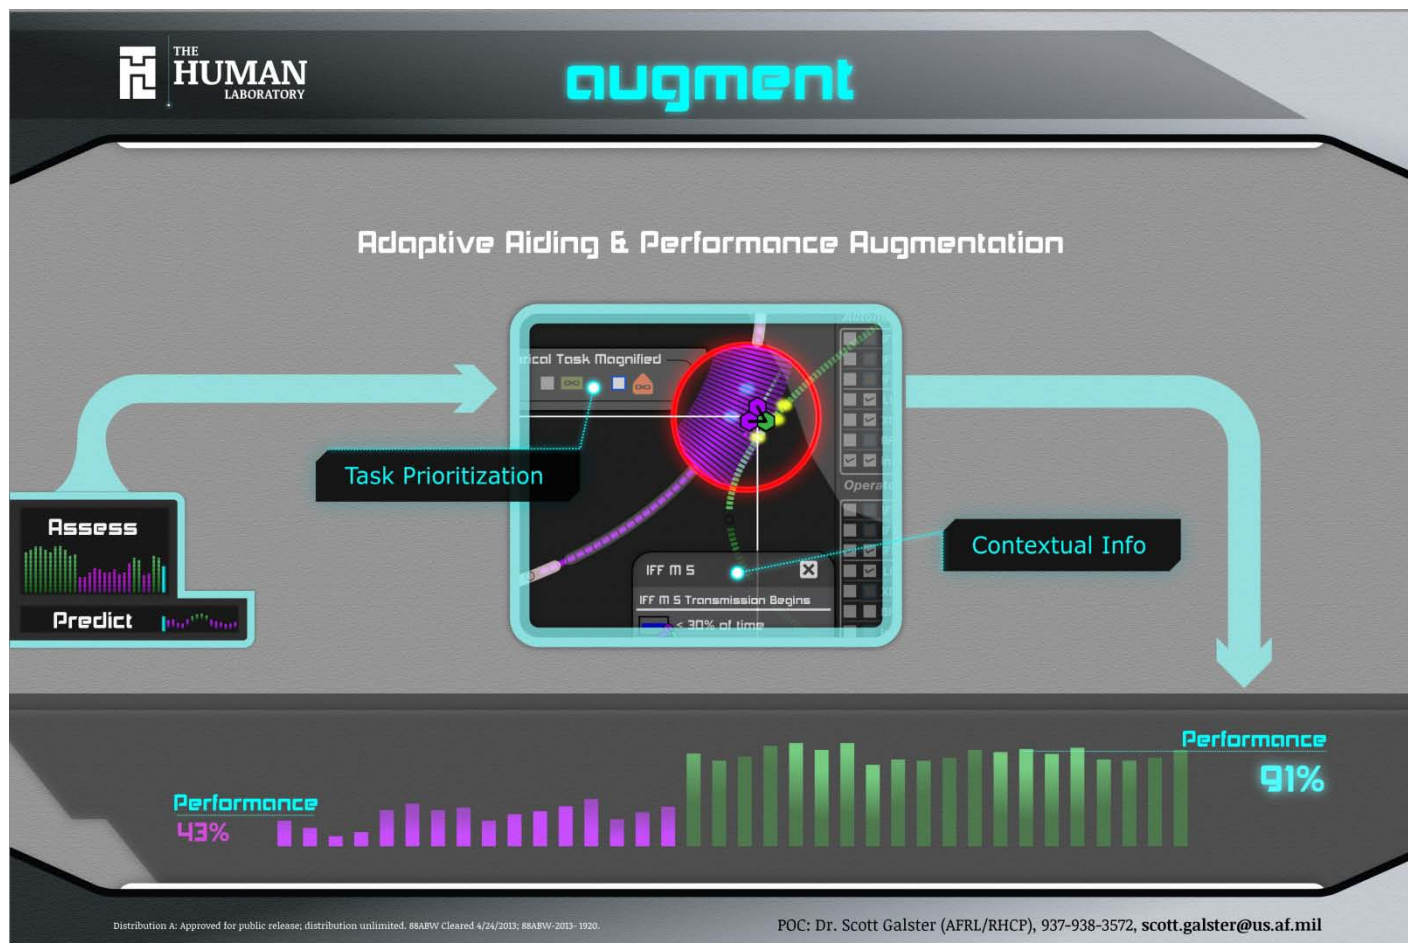 THE
HUMAN
LABORATORY
augment
Adaptive Aiding & Performance Augmentation
rical Task Magnified
Task Prioritization
Operat
Assess
Contextual Info
IFF M 5
IFF M 5 Transmission Begins
Predict
< 30% of time
Performance
91%
Performance
43%
Distribution A: Approved for public release; distribution unlimited. 88ABW Cleared 4/24/2013; 88ABW-2013- 1920.
POC: Dr. Scott Galster (AFRL/RHCP), 937-938-3572, scott.galster@us.af.mil